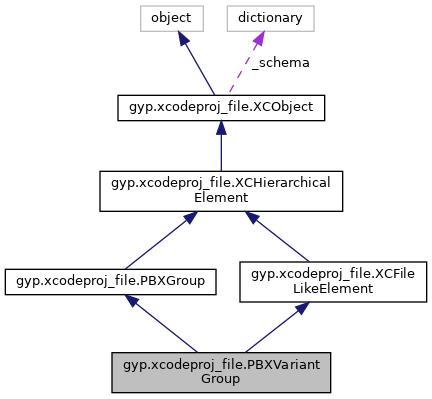 object
dictionary
_schema
gyp.xcodeproj_file.XCObject
gyp.xcodeproj_file.XCHierarchical
Element
gyp.xcodeproj_file.PBXGroup
gyp.xcodeproj_file.XCFile
LikeElement
gyp.xcodeproj_file.PBXVariant
Group